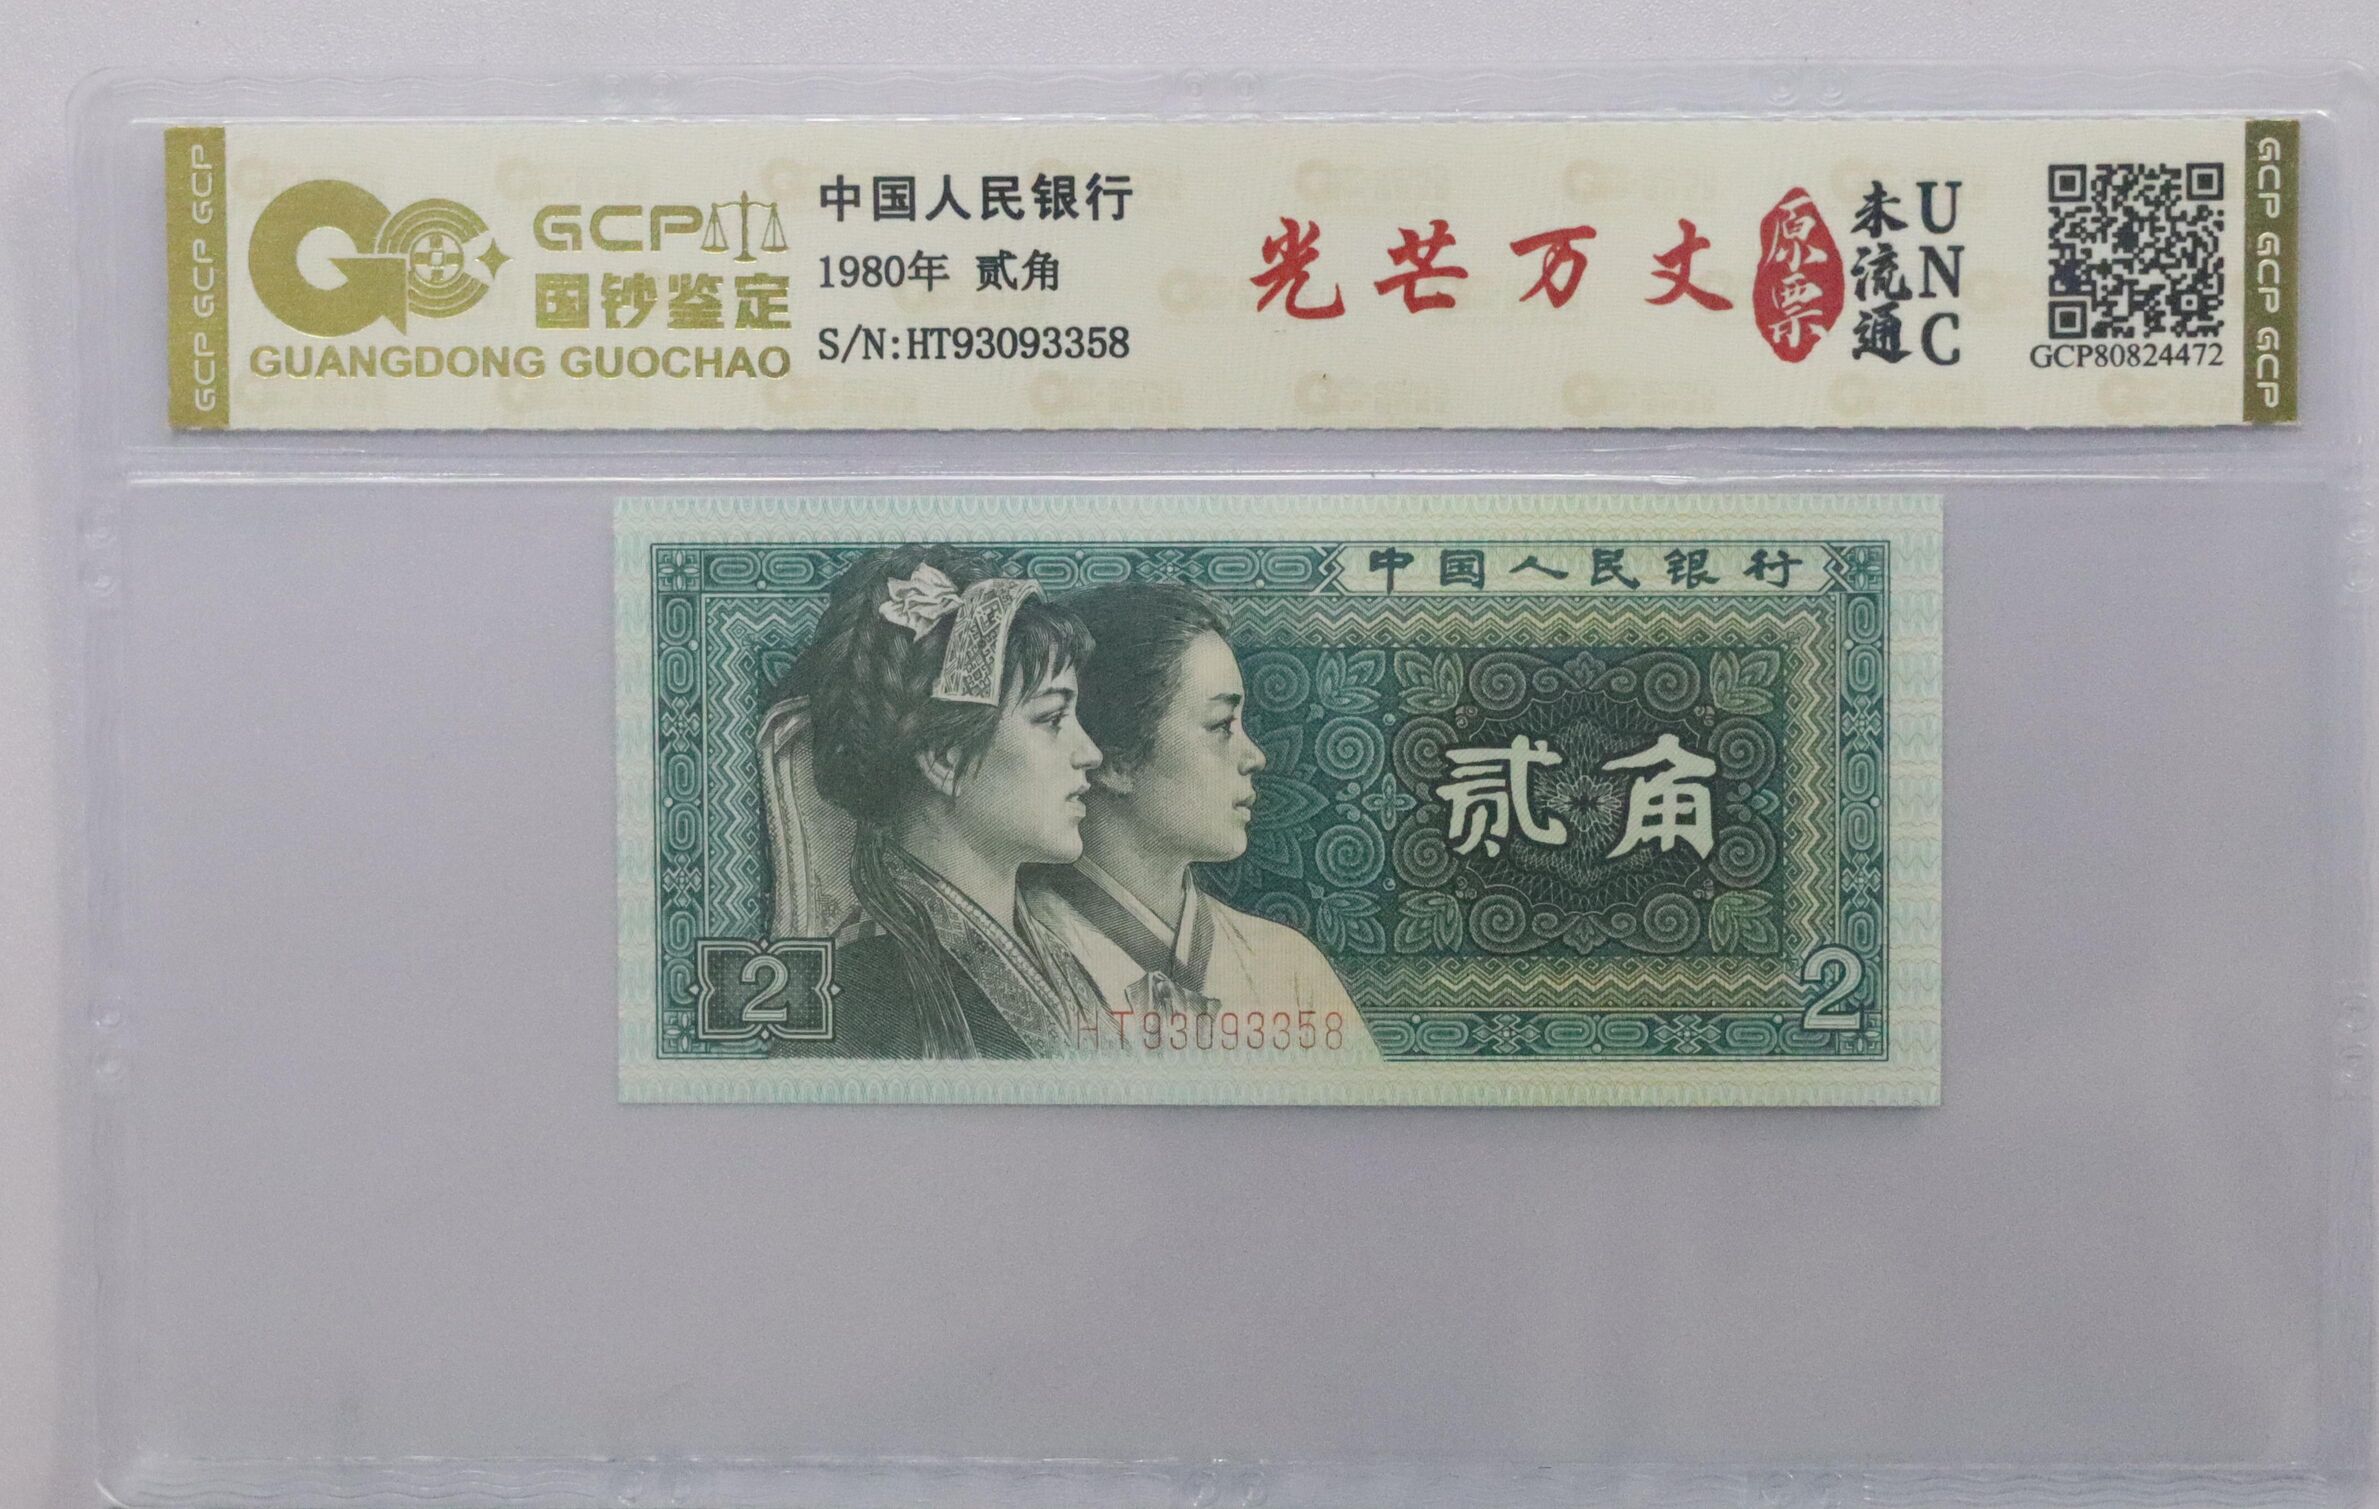 GCP GCP GCP
GCP
国钞鉴定
GUANGDONG GUOCHAO
中国人民银行
1980年 贰角
S/N:HT93093358
光芒万丈
原票
未流通
UNC
GCP80824472
GCP GCP GCP
中国人民银行
贰角
2
HT93093358
2